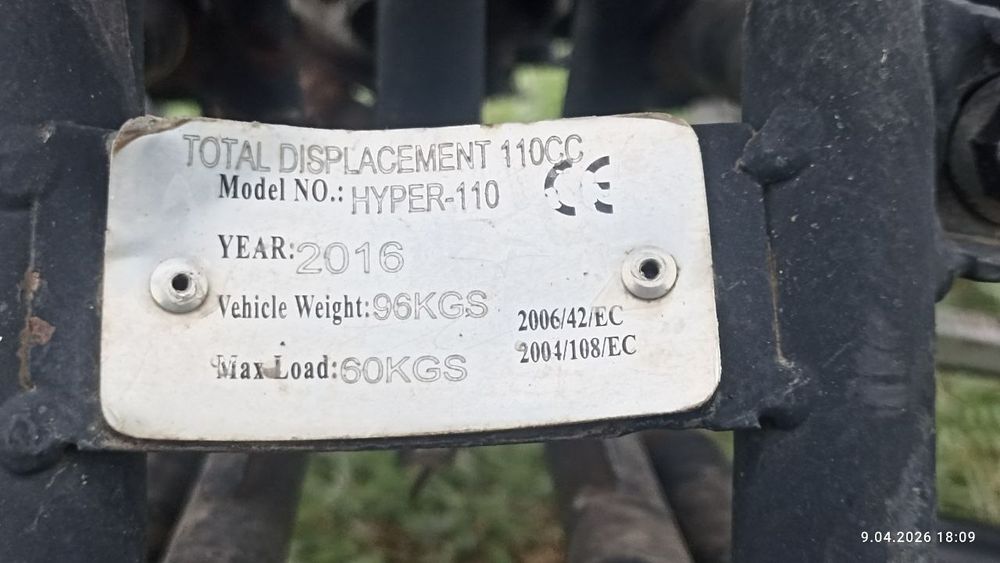 TOTAL DISPLACEMENT 110CC
Model NO.: HYPER-110
CE
YEAR: 2016
Vehicle Weight: 96KGS
2006/42/EC
2004/108/EC
Max Load: 60KGS
9.04.2026 18:09